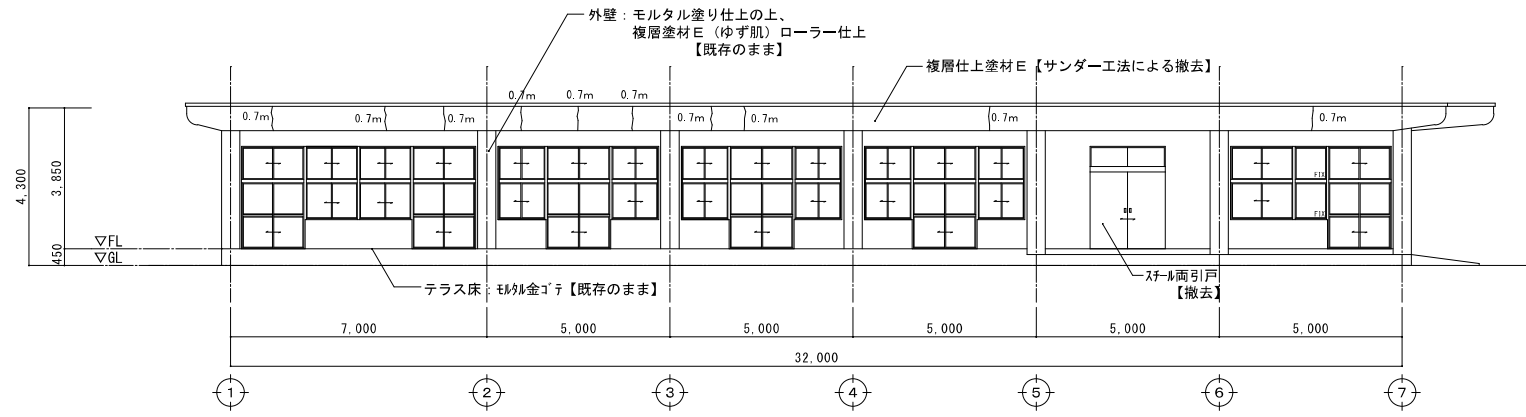 外壁：モルタル塗り仕上の上、
複層塗材E（ゆず肌）ローラー仕上
【既存のまま】
複層仕上塗材E【サンダー工法による撤去】
0.7m 0.7m 0.7m
0.7m 0.7m 0.7m 0.7m 0.7m 0.7m 0.7m
4,300
3,850
450
FIX
FIX
▽FL
▽GL
テラス床：モルタル金ゴテ【既存のまま】
スチール両引戸
【撤去】
7,000 5,000 5,000 5,000 5,000 5,000
32,000
1 2 3 4 5 6 7